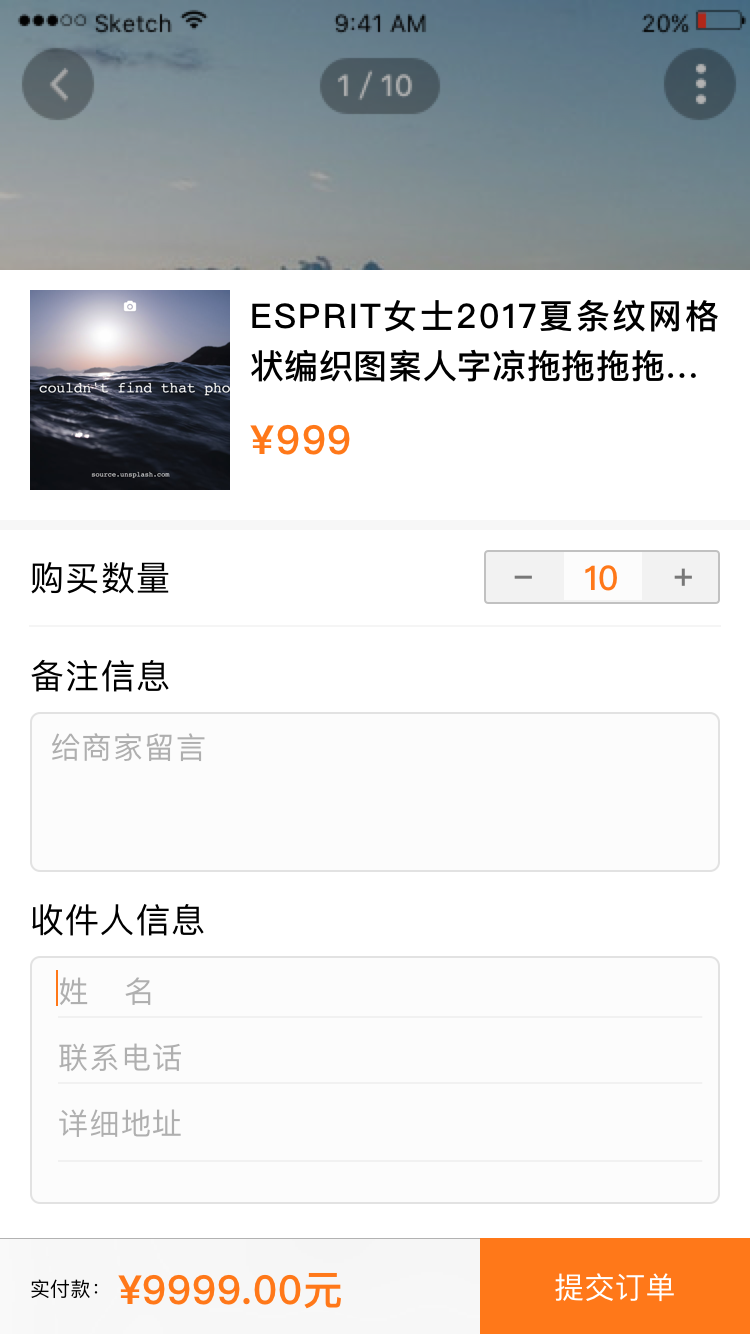 Sketch
9:41 AM
20%
1 / 10
ESPRIT女士2017夏条纹网格
状编织图案人字凉拖拖拖拖...
couldn't find that pho
source.unsplash.com
¥999
购买数量
− 10 +
备注信息
给商家留言
收件人信息
姓 名
联系电话
详细地址
实付款： ¥9999.00元
提交订单